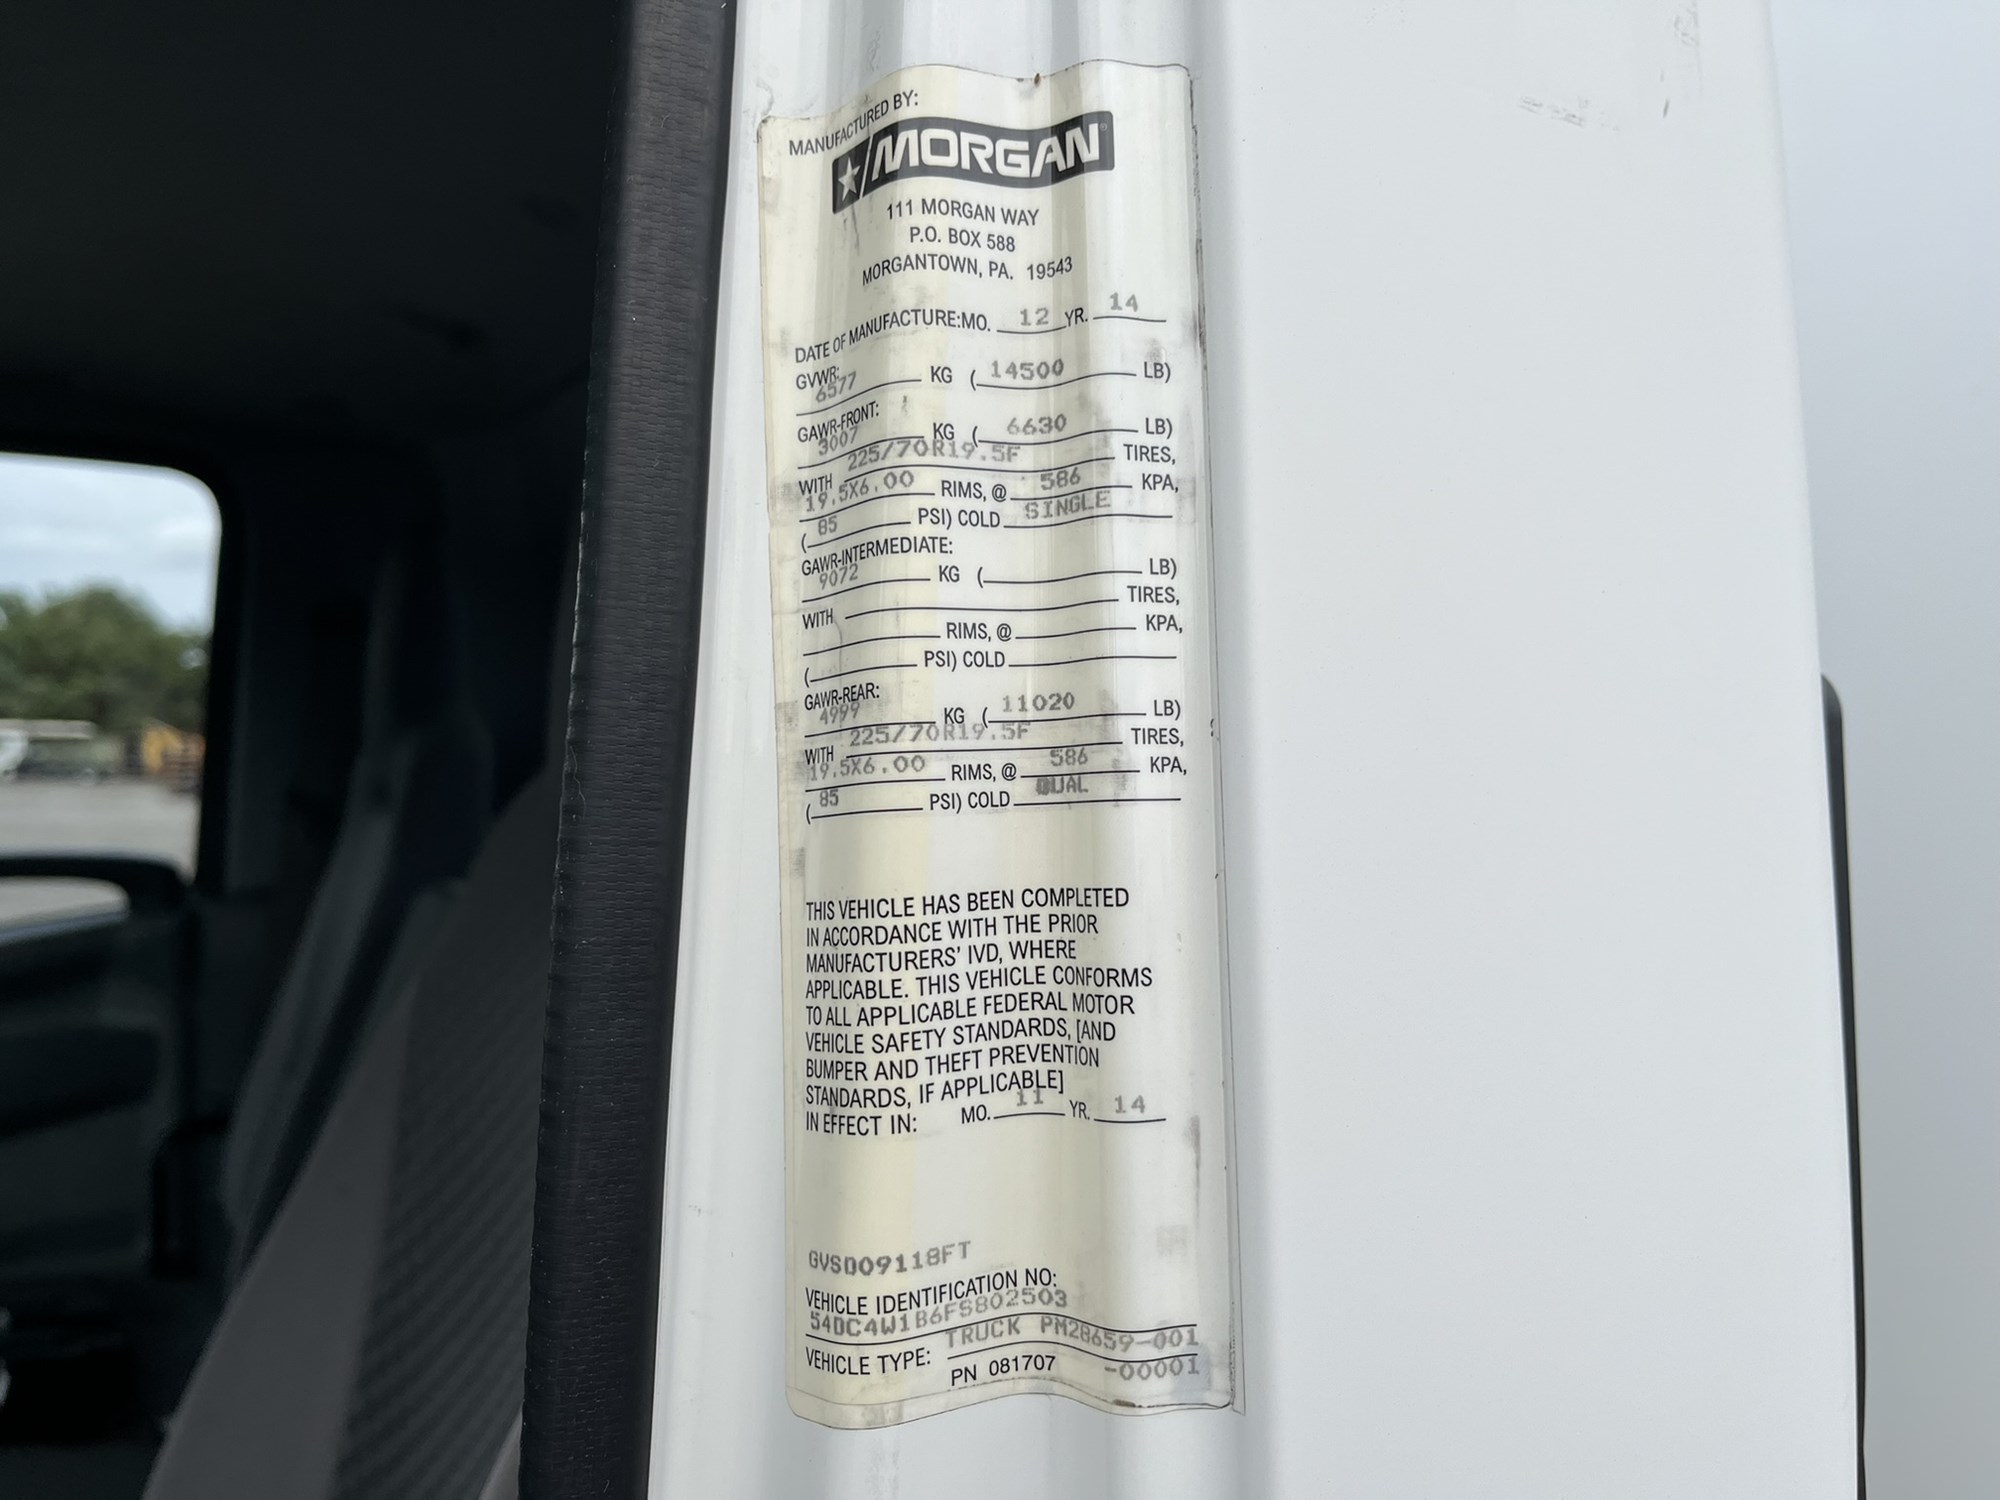 MANUFACTURED BY:
MORGAN
111 MORGAN WAY
P.O. BOX 588
MORGANTOWN, PA. 19543
DATE OF MANUFACTURE:MO. 12 YR. 14
GVWR:
6577 KG ( 14500 LB)
GAWR-FRONT:
3007 KG ( 6630 LB)
WITH 225/70R19.5F TIRES,
19.5X6.00 RIMS, @ 586 KPA,
( 85 PSI) COLD SINGLE
GAWR-INTERMEDIATE:
9072 KG ( LB)
WITH TIRES,
RIMS, @ KPA,
( PSI) COLD
GAWR-REAR:
4999 KG ( 11020 LB)
WITH 225/70R19.5F TIRES,
19.5X6.00 RIMS, @ 586 KPA,
( 85 PSI) COLD DUAL
THIS VEHICLE HAS BEEN COMPLETED
IN ACCORDANCE WITH THE PRIOR
MANUFACTURERS' IVD, WHERE
APPLICABLE. THIS VEHICLE CONFORMS
TO ALL APPLICABLE FEDERAL MOTOR
VEHICLE SAFETY STANDARDS, [AND
BUMPER AND THEFT PREVENTION
STANDARDS, IF APPLICABLE]
IN EFFECT IN: MO. 11 YR. 14
GVSD09118FT
VEHICLE IDENTIFICATION NO:
54DC4W1B6FS802503
VEHICLE TYPE: TRUCK PM28659-001
PN 081707 -00001